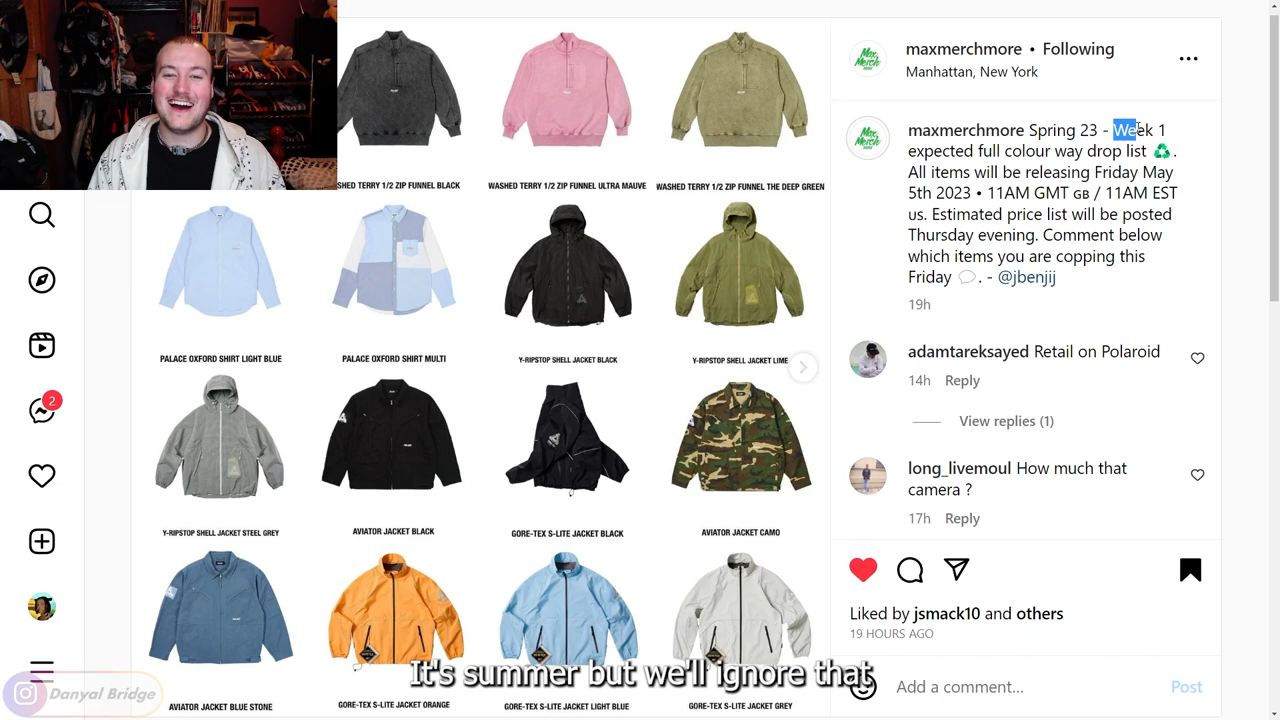 WASHED TERRY 1/2 ZIP FUNNEL ULTRA MAUVE
WASHED TERRY 1/2 ZIP FUNNEL THE DEEP GREEN
SHED TERRY 1/2 ZIP FUNNEL BLACK
PALACE OXFORD SHIRT LIGHT BLUE
PALACE OXFORD SHIRT MULTI
Y-RIPSTOP SHELL JACKET BLACK
Y-RIPSTOP SHELL JACKET LIME
Y-RIPSTOP SHELL JACKET STEEL GREY
AVIATOR JACKET BLACK
GORE-TEX S-LITE JACKET BLACK
AVIATOR JACKET CAMO
AVIATOR JACKET BLUE STONE
GORE-TEX S-LITE JACKET ORANGE
GORE-TEX S-LITE JACKET LIGHT BLUE
GORE-TEX S-LITE JACKET GREY
2
Max
Merch
maxmerchmore • Following
Manhattan, New York
Max
Merch
maxmerchmore Spring 23 - Week 1
expected full colour way drop list ♻️.
All items will be releasing Friday May
5th 2023 • 11AM GMT GB / 11AM EST
us. Estimated price list will be posted
Thursday evening. Comment below
which items you are copping this
Friday 💬. - @jbenjij
19h
adamtareksayed Retail on Polaroid
14h Reply
View replies (1)
long_livemoul How much that
camera ?
17h Reply
Liked by jsmack10 and others
19 HOURS AGO
Add a comment...
Post
It's summer but we'll ignore that
Danyal Bridge